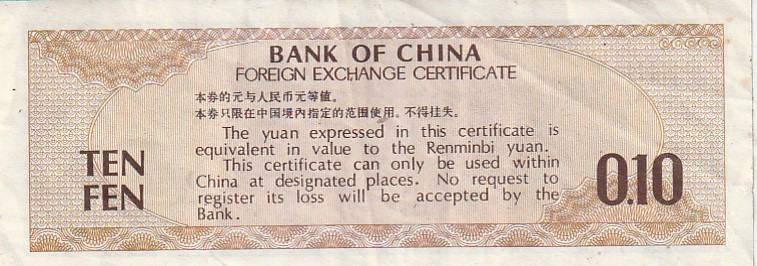 BANK OF CHINA
FOREIGN EXCHANGE CERTIFICATE
本券的元与人民币元等值。
本券只限在中国境内指定的范围使用。不得挂失。
The yuan expressed in this certificate is
equivalent in value to the Renminbi yuan.
This certificate can only be used within
China at designated places. No request to
register its loss will be accepted by the
Bank.
TEN
FEN
0.10